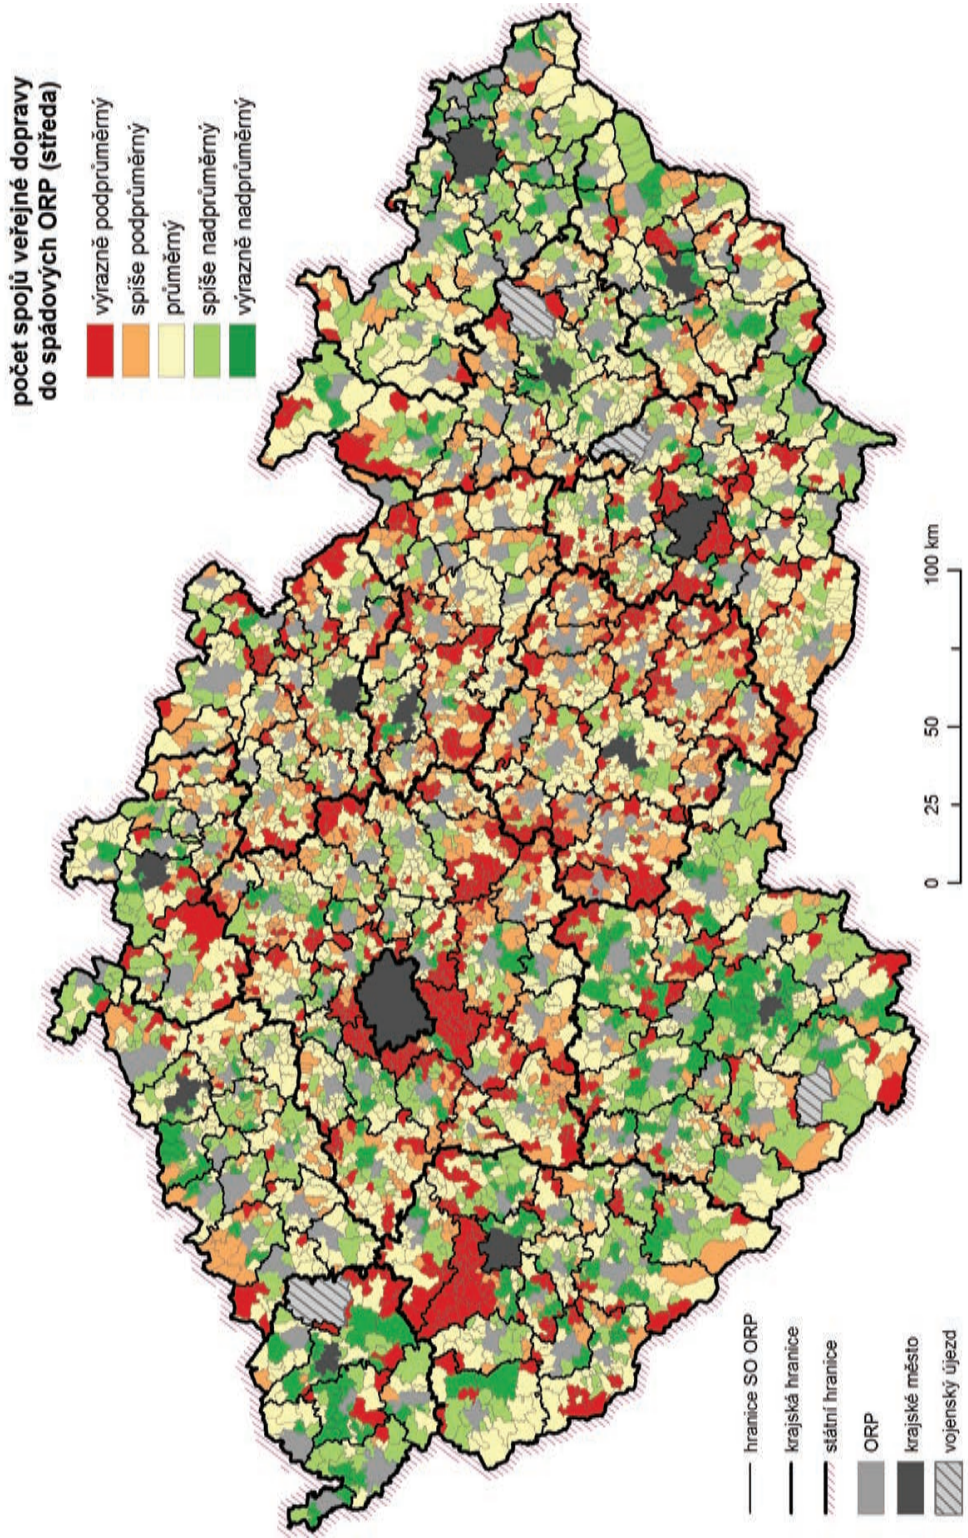 počet spojů veřejné dopravy
do spádových ORP (středa)
výrazně podprůměrný
spíše podprůměrný
průměrný
spíše nadprůměrný
výrazně nadprůměrný
hranice SO ORP
krajská hranice
státní hranice
ORP
krajské město
vojenský újezd
0 25 50 100 km